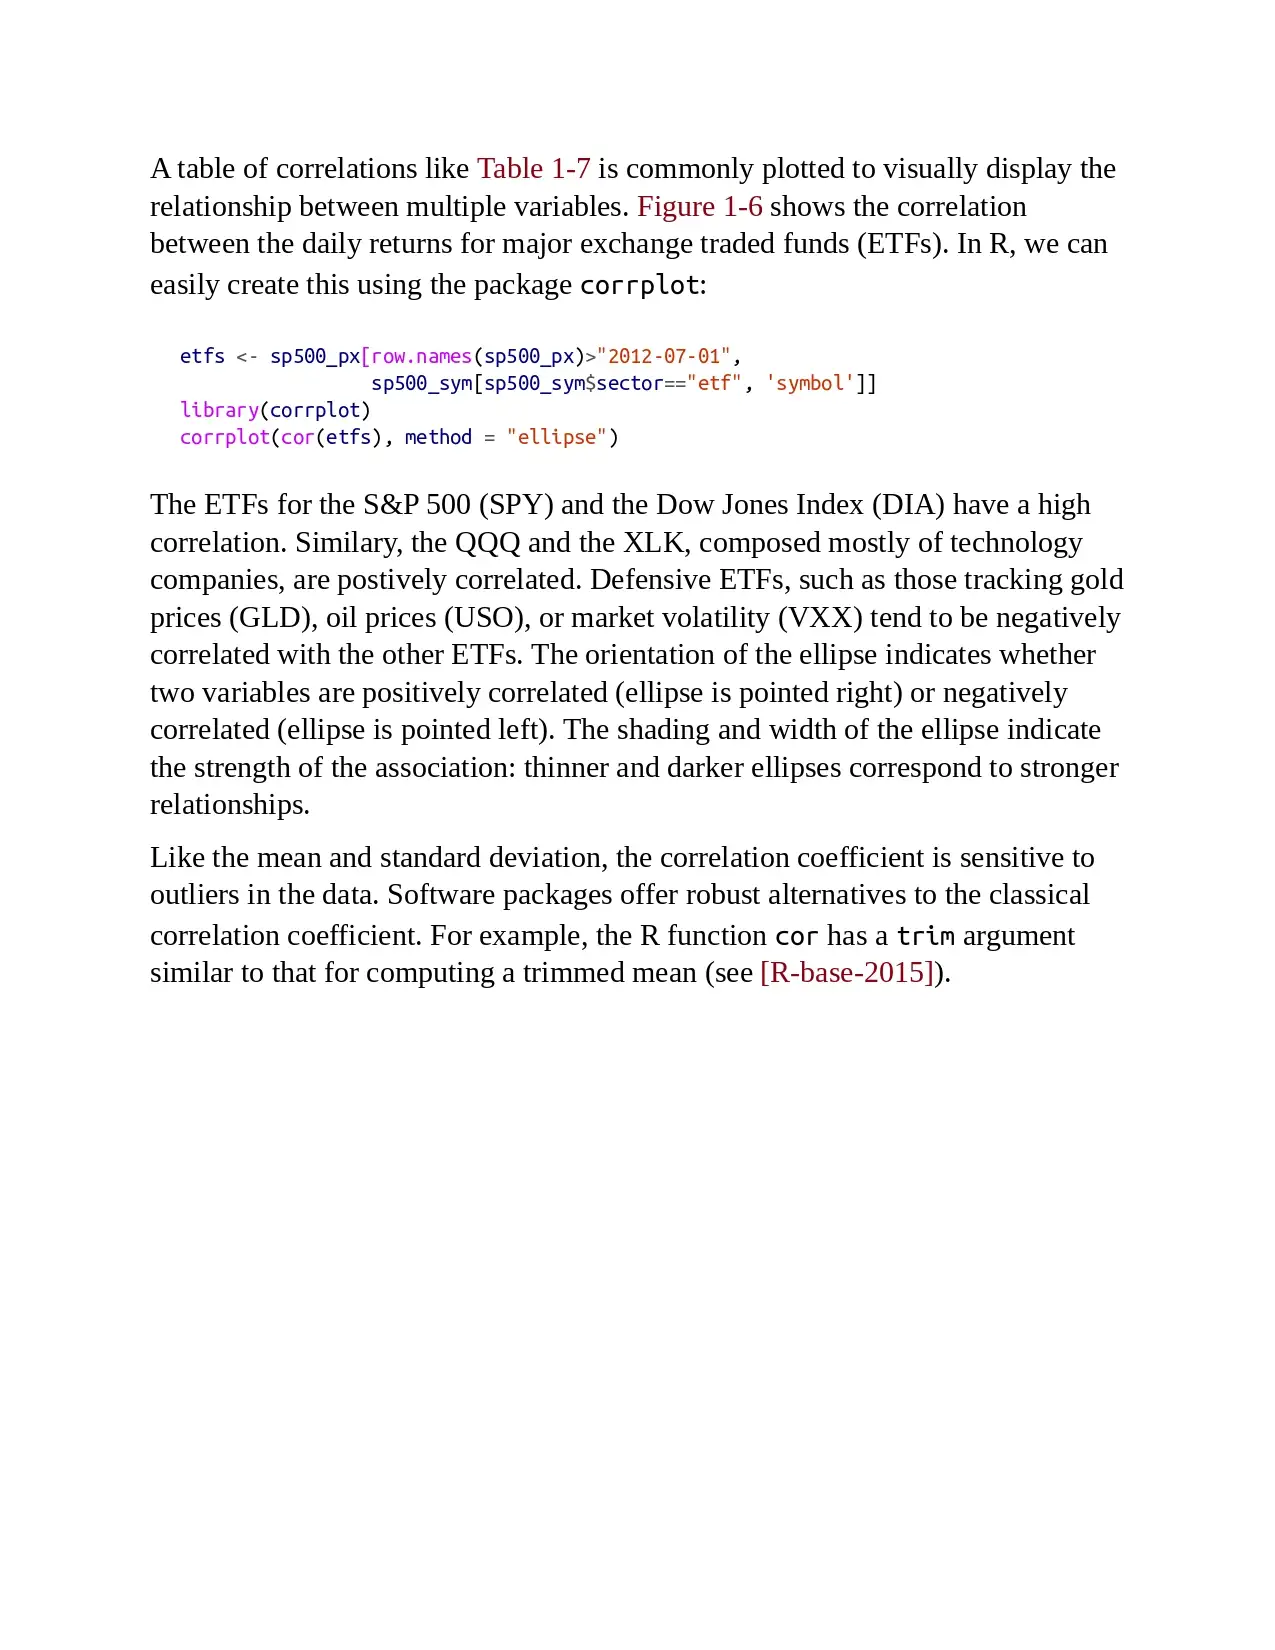 A table of correlations like Table 1-7 is commonly plotted to visually display the
relationship between multiple variables. Figure 1-6 shows the correlation
between the daily returns for major exchange traded funds (ETFs). In R, we can
easily create this using the package corrplot:
etfs <- sp500_px[row.names(sp500_px)>"2012-07-01",
sp500_sym[sp500_sym$sector=="etf", 'symbol']]
library(corrplot)
corrplot(cor(etfs), method = "ellipse")
The ETFs for the S&P 500 (SPY) and the Dow Jones Index (DIA) have a high
correlation. Similary, the QQQ and the XLK, composed mostly of technology
companies, are postively correlated. Defensive ETFs, such as those tracking gold
prices (GLD), oil prices (USO), or market volatility (VXX) tend to be negatively
correlated with the other ETFs. The orientation of the ellipse indicates whether
two variables are positively correlated (ellipse is pointed right) or negatively
correlated (ellipse is pointed left). The shading and width of the ellipse indicate
the strength of the association: thinner and darker ellipses correspond to stronger
relationships.
Like the mean and standard deviation, the correlation coefficient is sensitive to
outliers in the data. Software packages offer robust alternatives to the classical
correlation coefficient. For example, the R function cor has a trim argument
similar to that for computing a trimmed mean (see [R-base-2015]).